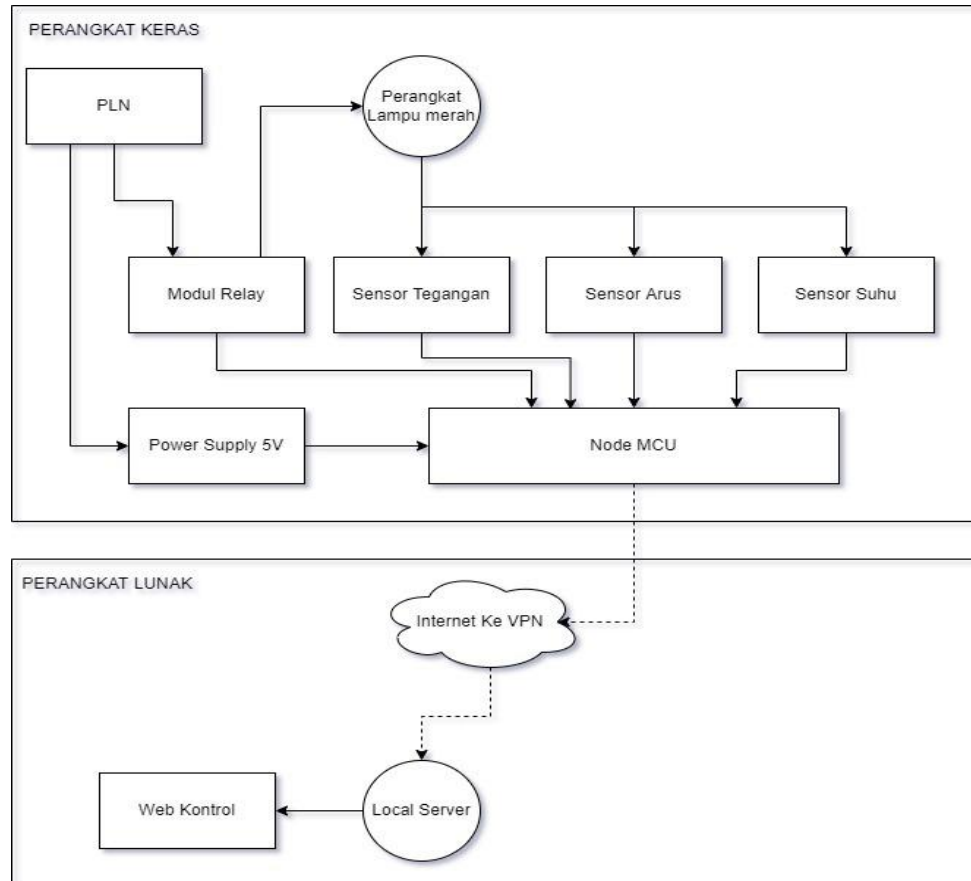 PERANGKAT KERAS
PLN
Perangkat
Lampu merah
Modul Relay
Sensor Tegangan
Sensor Arus
Sensor Suhu
Power Supply 5V
Node MCU
PERANGKAT LUNAK
Internet Ke VPN
Web Kontrol
Local Server